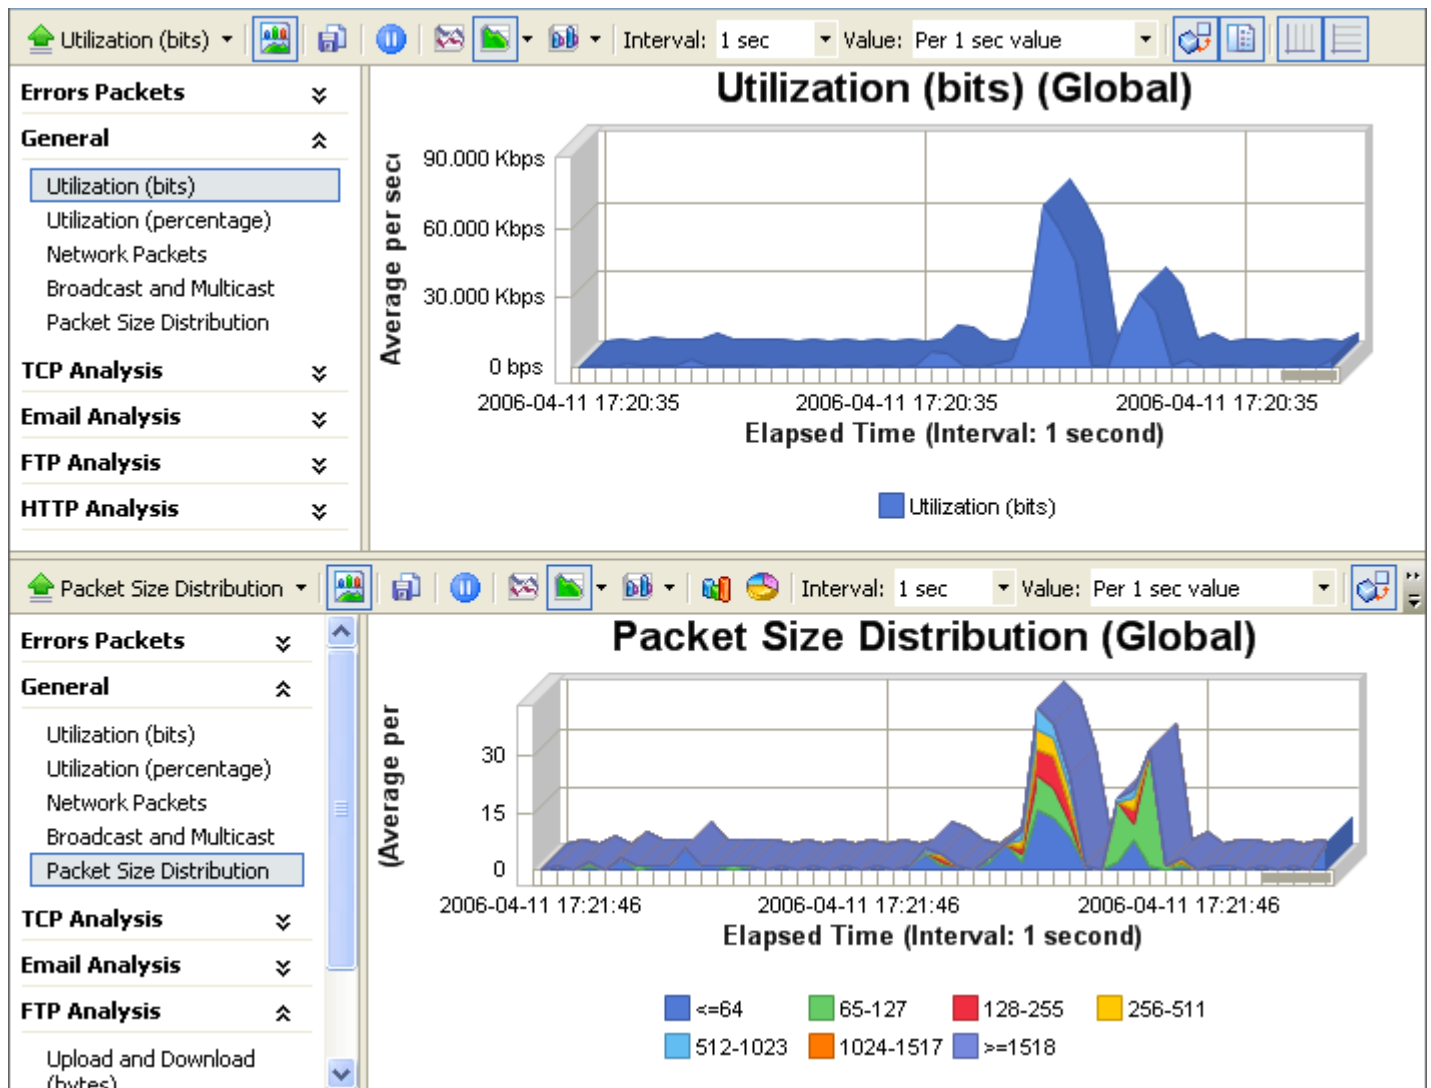 Utilization (bits) Interval: 1 sec Value: Per 1 sec value
Errors Packets
General
Utilization (bits)
Utilization (percentage)
Network Packets
Broadcast and Multicast
Packet Size Distribution
TCP Analysis
Email Analysis
FTP Analysis
HTTP Analysis
Utilization (bits) (Global)
Average per sec
90.000 Kbps
60.000 Kbps
30.000 Kbps
0 bps
2006-04-11 17:20:35 2006-04-11 17:20:35 2006-04-11 17:20:35
Elapsed Time (Interval: 1 second)
Utilization (bits)
Packet Size Distribution Interval: 1 sec Value: Per 1 sec value
Errors Packets
General
Utilization (bits)
Utilization (percentage)
Network Packets
Broadcast and Multicast
Packet Size Distribution
TCP Analysis
Email Analysis
FTP Analysis
Upload and Download
(bytes)
Packet Size Distribution (Global)
(Average per
30
15
0
2006-04-11 17:21:46 2006-04-11 17:21:46 2006-04-11 17:21:46
Elapsed Time (Interval: 1 second)
<=64 65-127 128-255 256-511
512-1023 1024-1517 >=1518